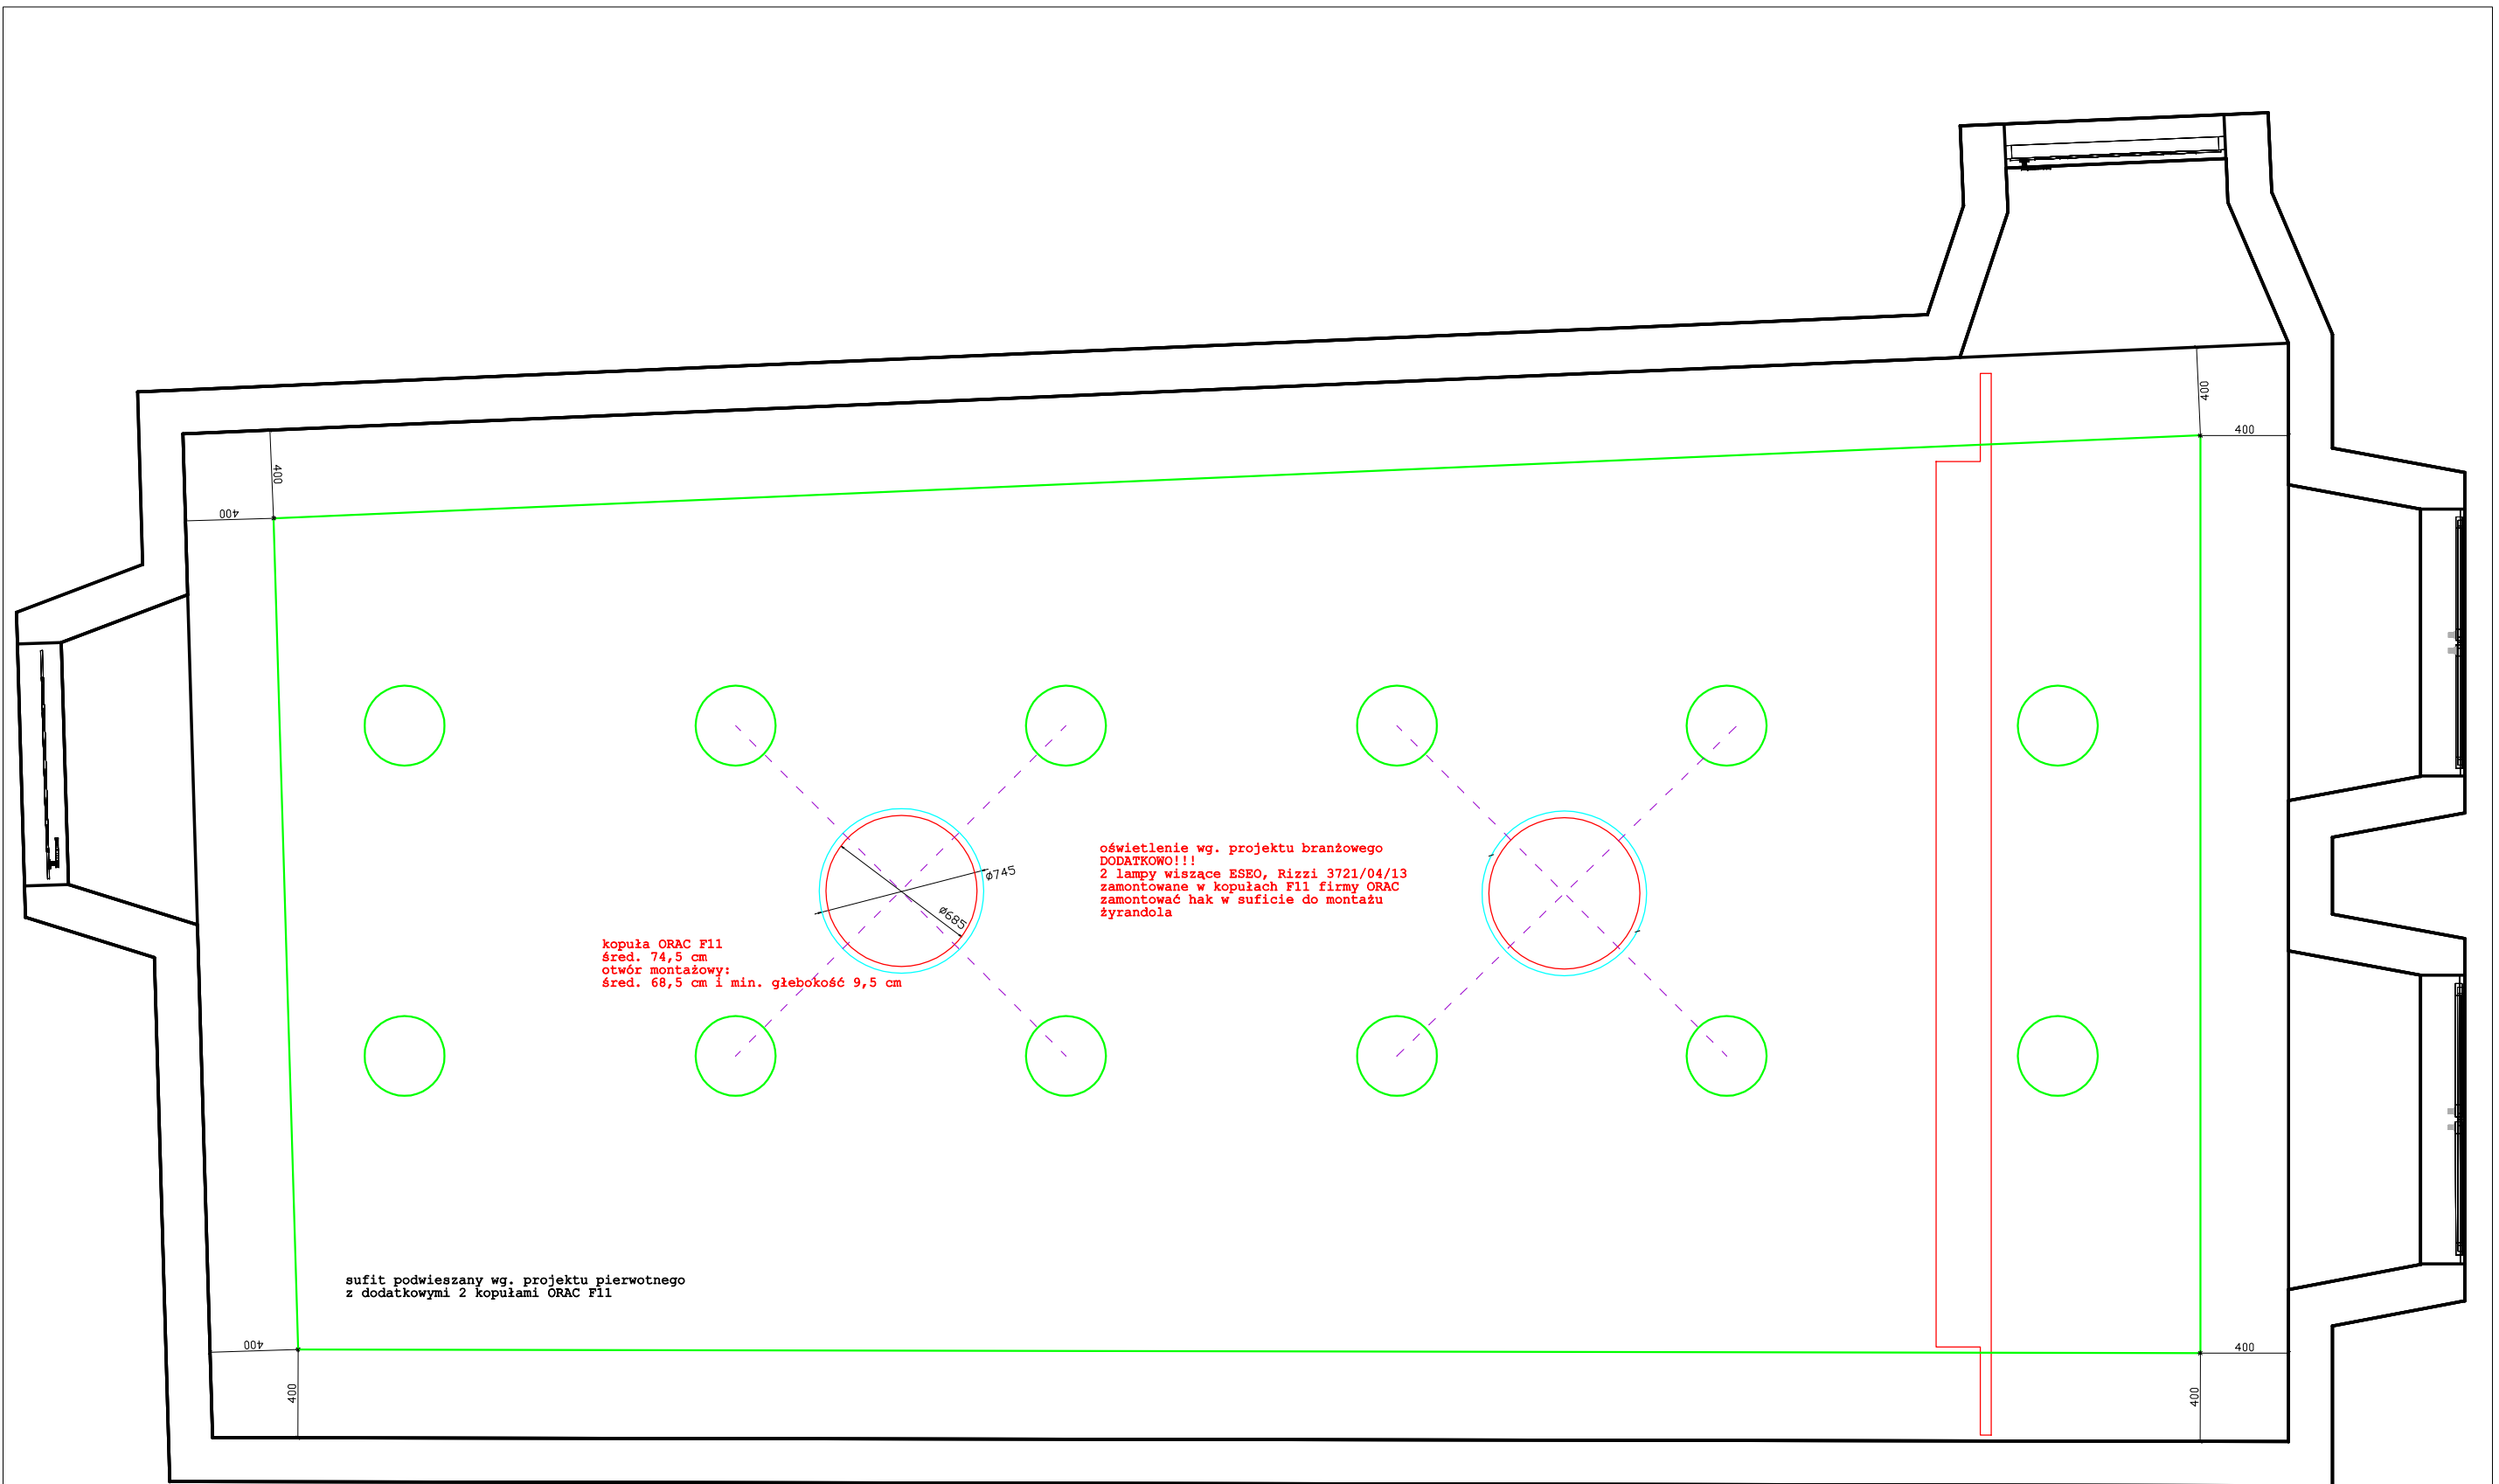 400
400
400
400
ø745
ø685
oświetlenie wg. projektu branżowego
DODATKOWO!!!
2 lampy wiszące ESEO, Rizzi 3721/04/13
zamontowane w kopułach F11 firmy ORAC
zamontować hak w suficie do montażu
żyrandola
kopuła ORAC F11
śred. 74,5 cm
otwór montażowy:
śred. 68,5 cm i min. głebokość 9,5 cm
sufit podwieszany wg. projektu pierwotnego
z dodatkowymi 2 kopułami ORAC F11
400
400
400
400